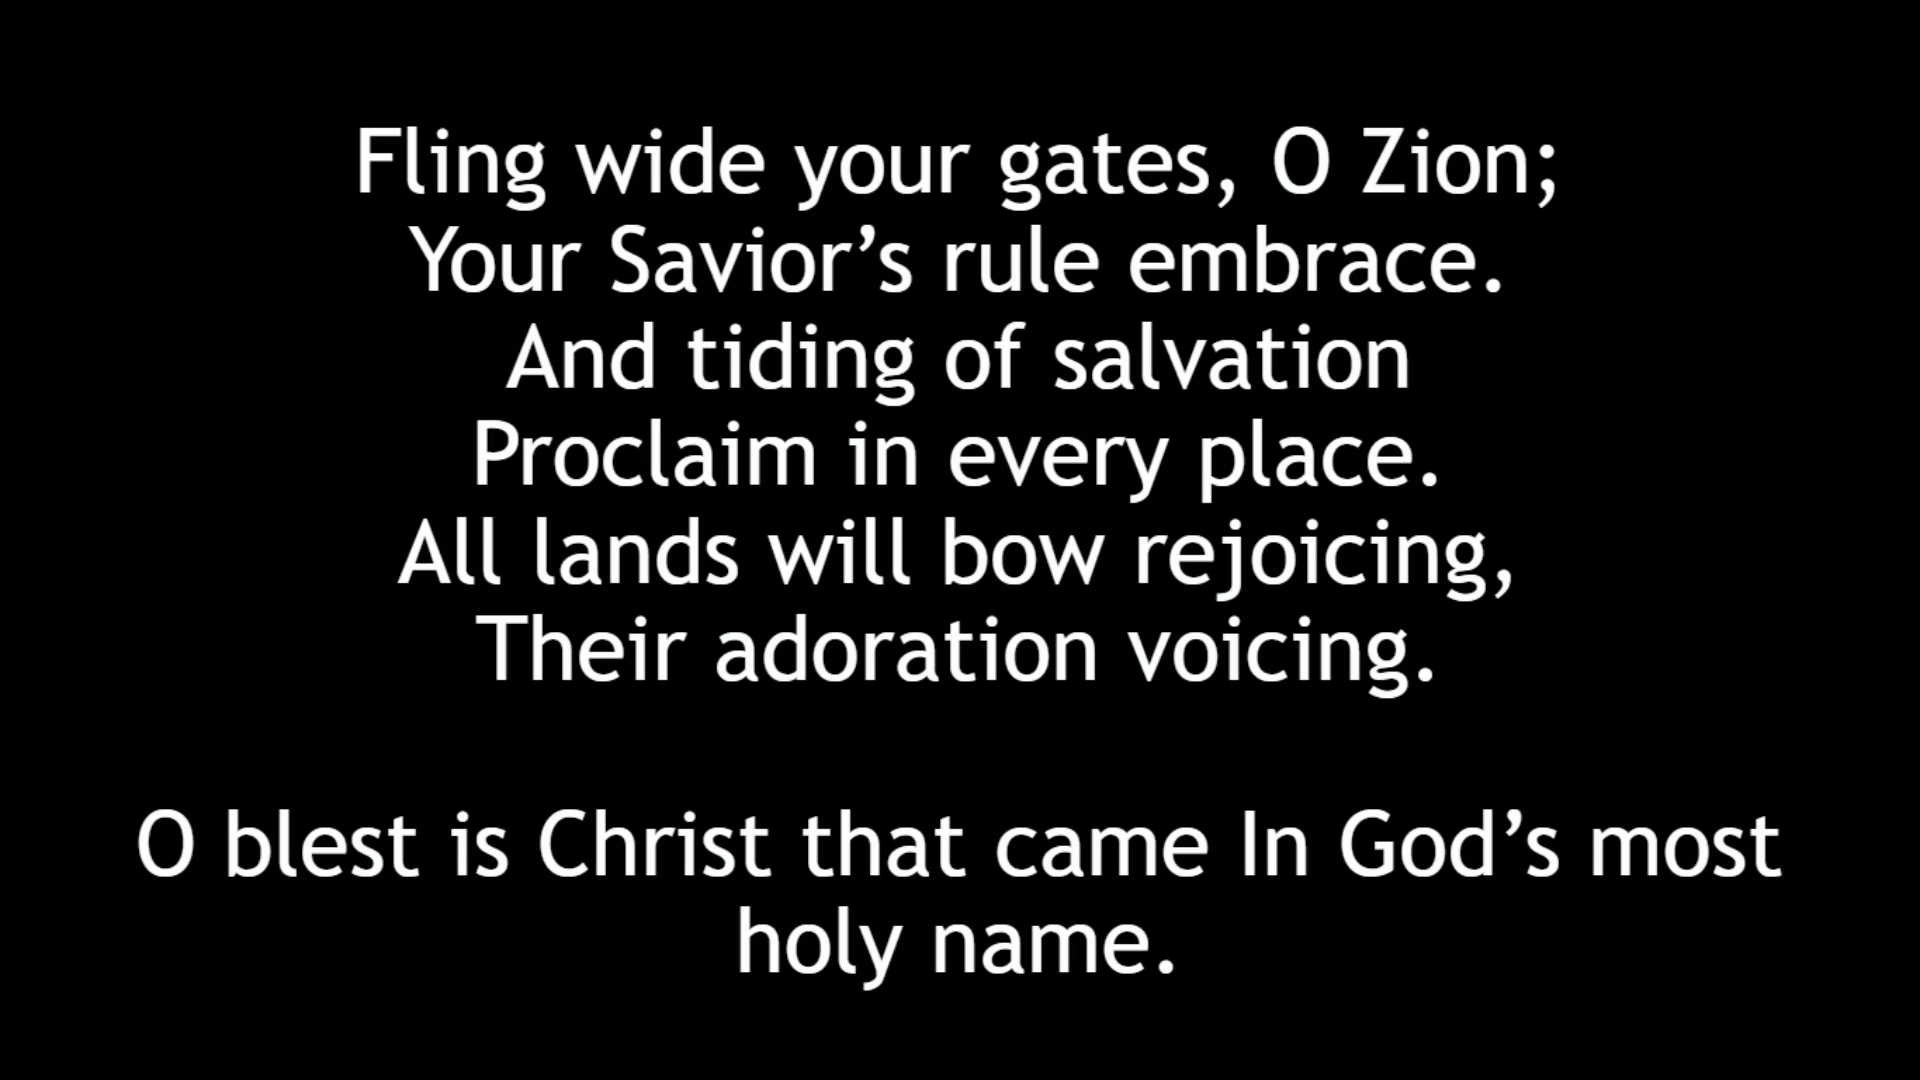 Fling wide your gates, O Zion;
Your Savior’s rule embrace.
And tiding of salvation
Proclaim in every place.
All lands will bow rejoicing,
Their adoration voicing.
O blest is Christ that came In God’s most
holy name.